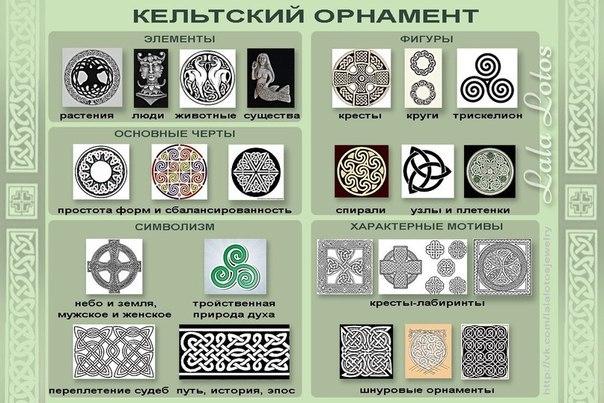 КЕЛЬТСКИЙ ОРНАМЕНТ
ЭЛЕМЕНТЫ
растения люди животные существа
ФИГУРЫ
кресты круги трискелион
спирали узлы и плетенки
ОСНОВНЫЕ ЧЕРТЫ
простота форм и сбалансированность
СИМВОЛИЗМ
небо и земля,
мужское и женское
тройственная
природа духа
переплетение судеб путь, история, эпос
ХАРАКТЕРНЫЕ МОТИВЫ
кресты-лабиринты
шнуровые орнаменты
Lala Lotos
http://vk.com/lalalotosjewelry